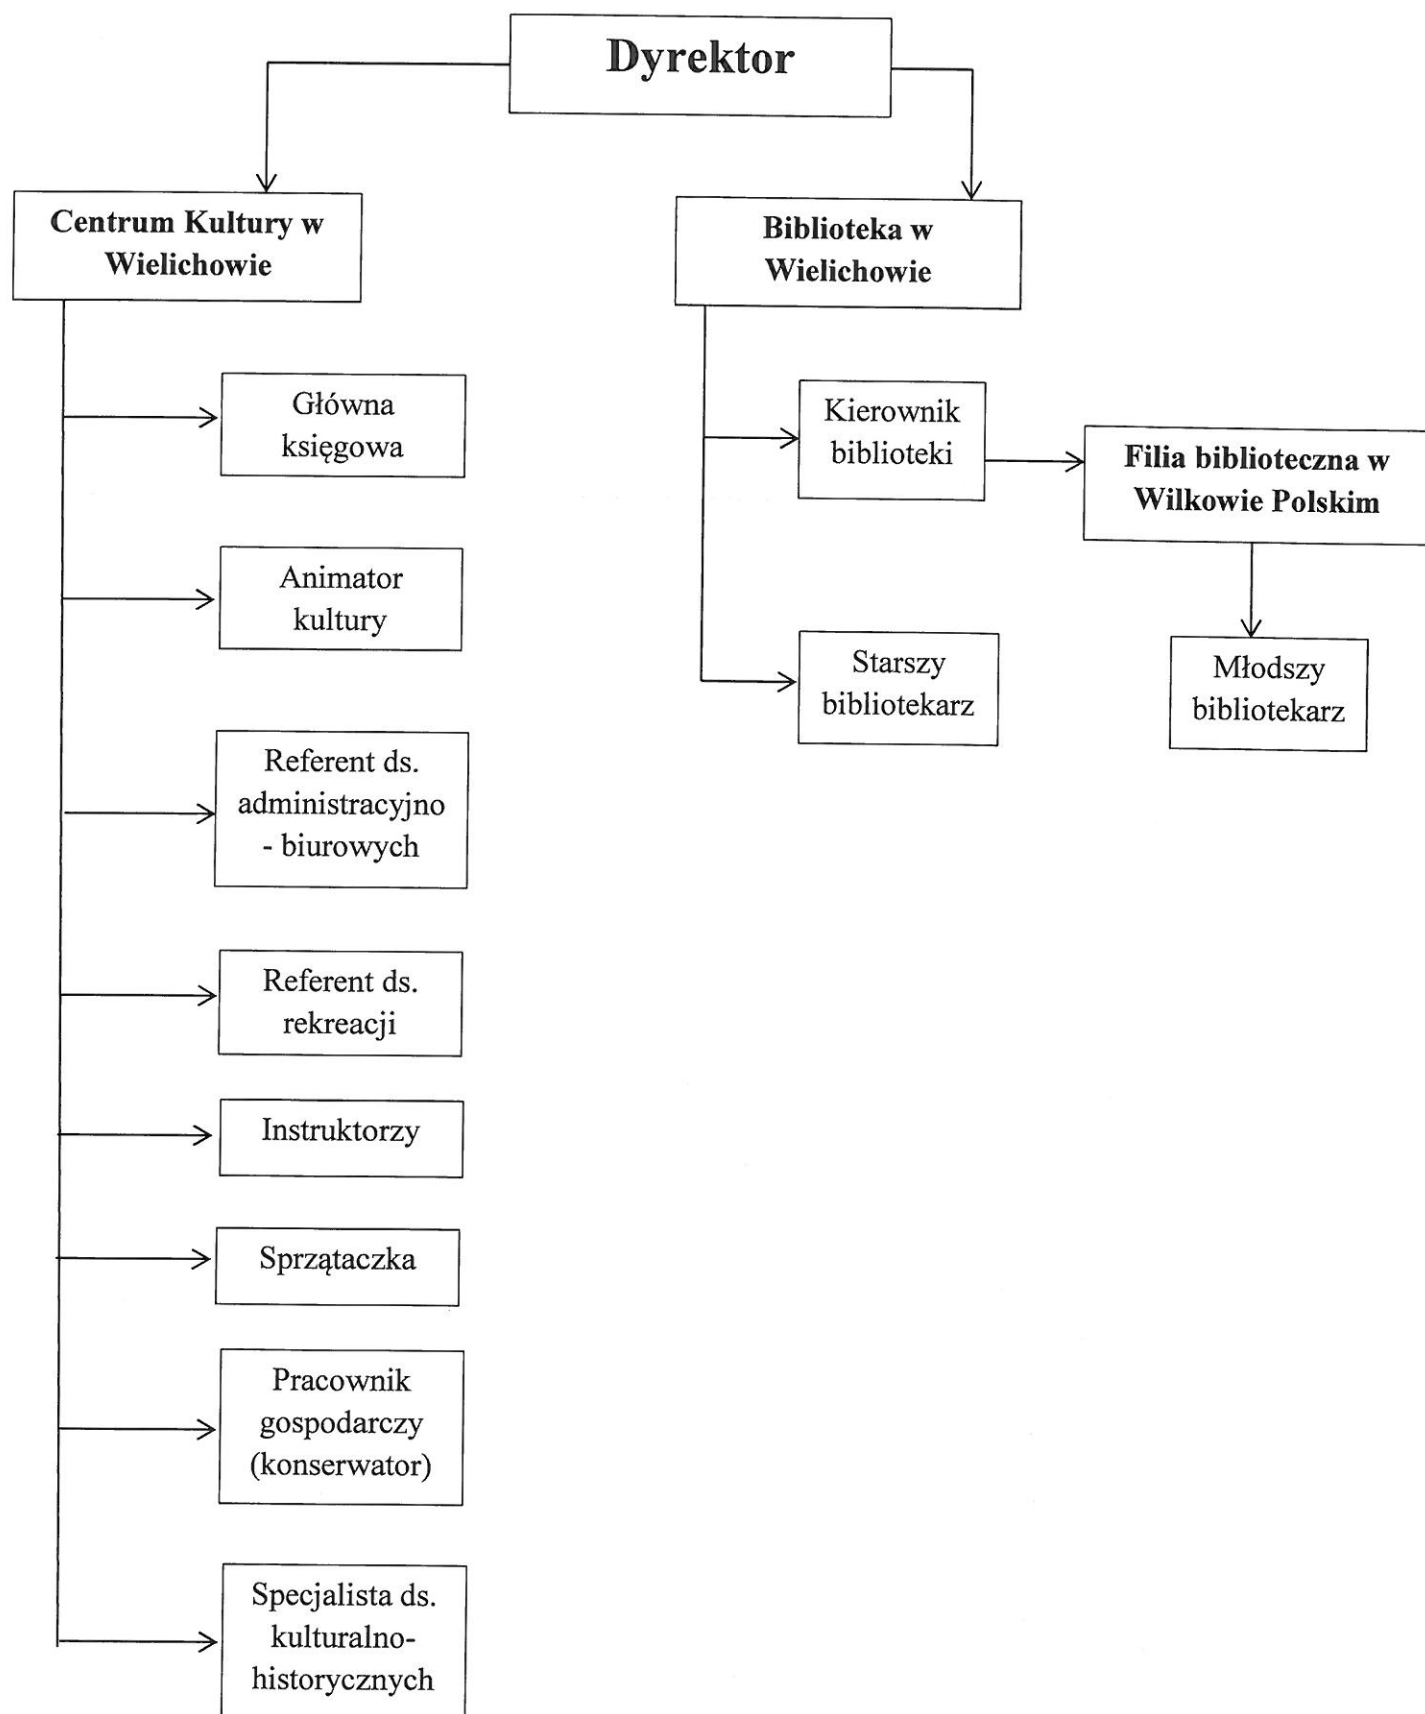 Dyrektor
Centrum Kultury w
Wielichowie
Główna
księgowa
Animator
kultury
Referent ds.
administracyjno
- biurowych
Referent ds.
rekreacji
Instruktorzy
Sprzątaczka
Pracownik
gospodarczy
(konserwator)
Specjalista ds.
kulturalno-
historycznych
Biblioteka w
Wielichowie
Kierownik
biblioteki
Starszy
bibliotekarz
Filia biblioteczna w
Wilkowie Polskim
Młodszy
bibliotekarz